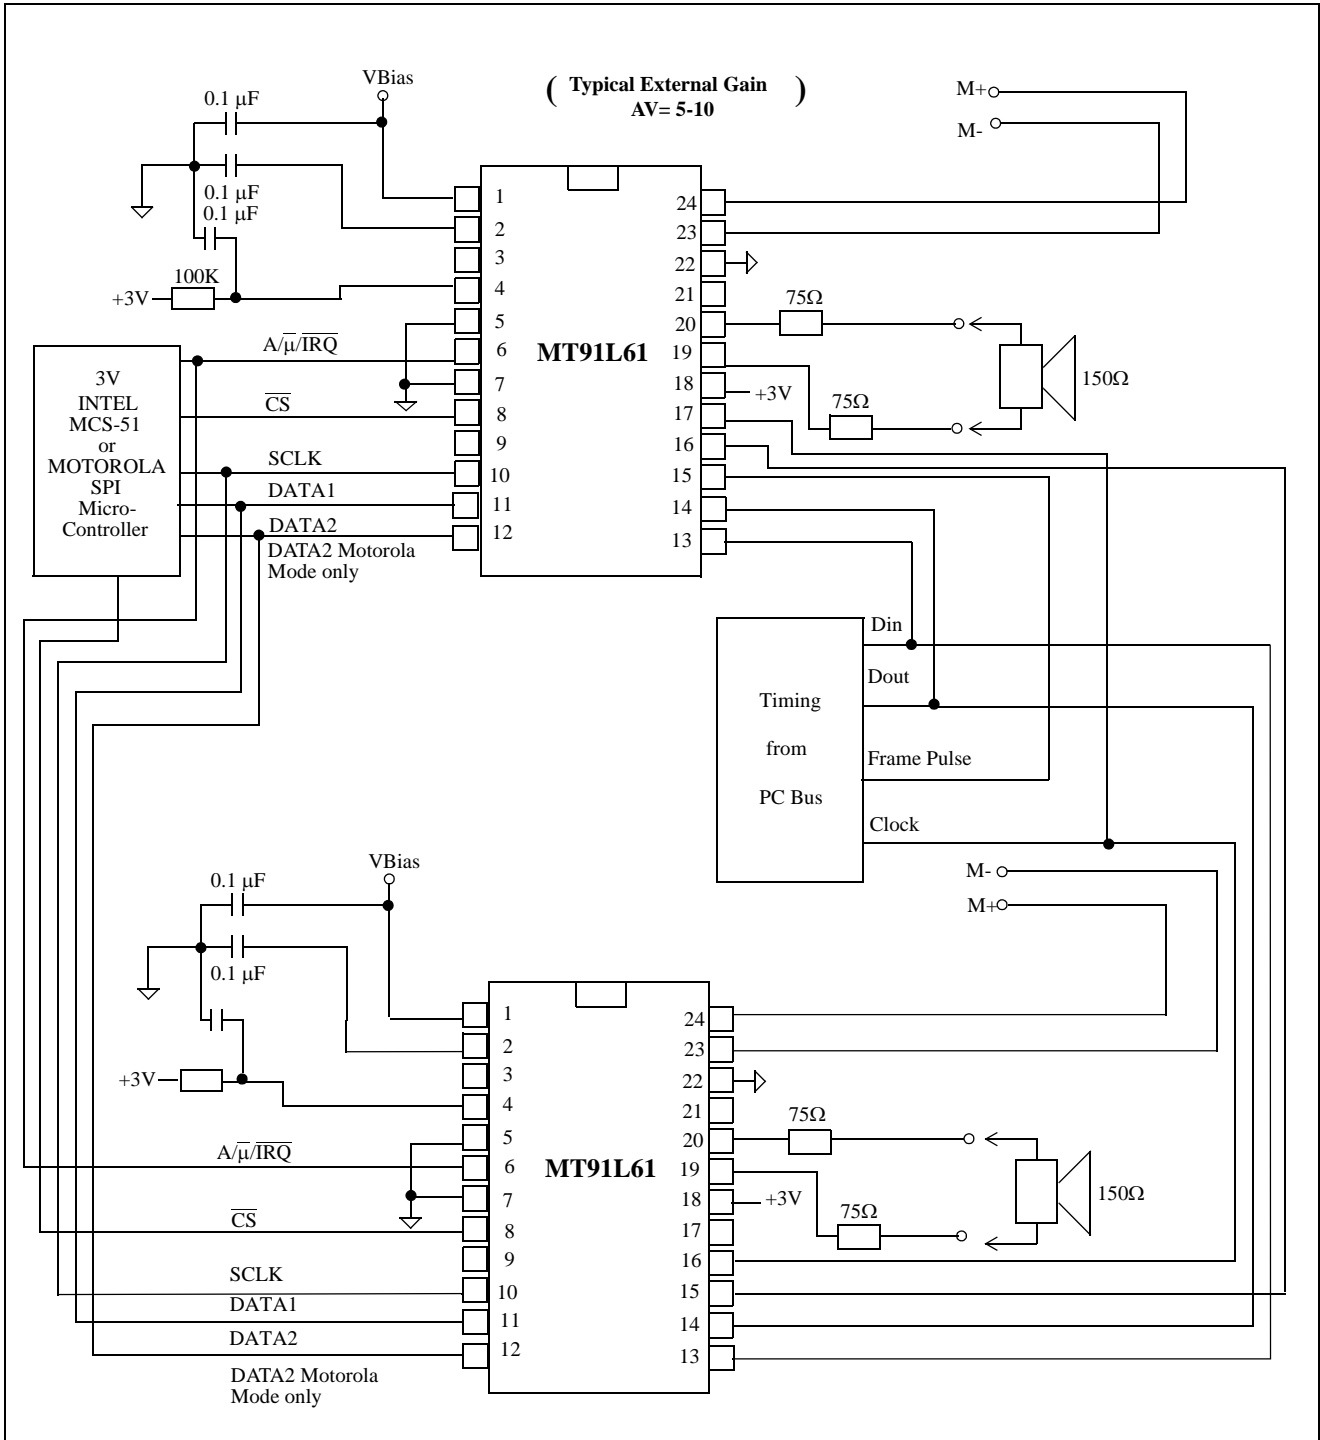 VBias
0.1 μF
( Typical External Gain )
AV= 5-10
M+
M-
0.1 μF
0.1 μF
100K
+3V
1
2
3
4
5
6
7
8
9
10
11
12
MT91L61
24
23
22
21
20
19
18
17
16
15
14
13
75Ω
150Ω
+3V
75Ω
A/μ̅/I̅R̅Q̅
C̅S̅
SCLK
DATA1
DATA2
DATA2 Motorola
Mode only
3V
INTEL
MCS-51
or
MOTOROLA
SPI
Micro-
Controller
Timing
from
PC Bus
Din
Dout
Frame Pulse
Clock
M-
M+
VBias
0.1 μF
0.1 μF
+3V
1
2
3
4
5
6
7
8
9
10
11
12
MT91L61
24
23
22
21
20
19
18
17
16
15
14
13
75Ω
150Ω
+3V
75Ω
A/μ̅/I̅R̅Q̅
C̅S̅
SCLK
DATA1
DATA2
DATA2 Motorola
Mode only